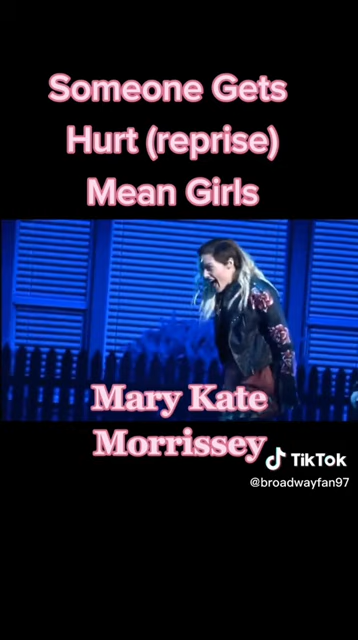 Someone Gets
Hurt (reprise)
Mean Girls
Mary Kate
Morrissey
TikTok
@broadwayfan97